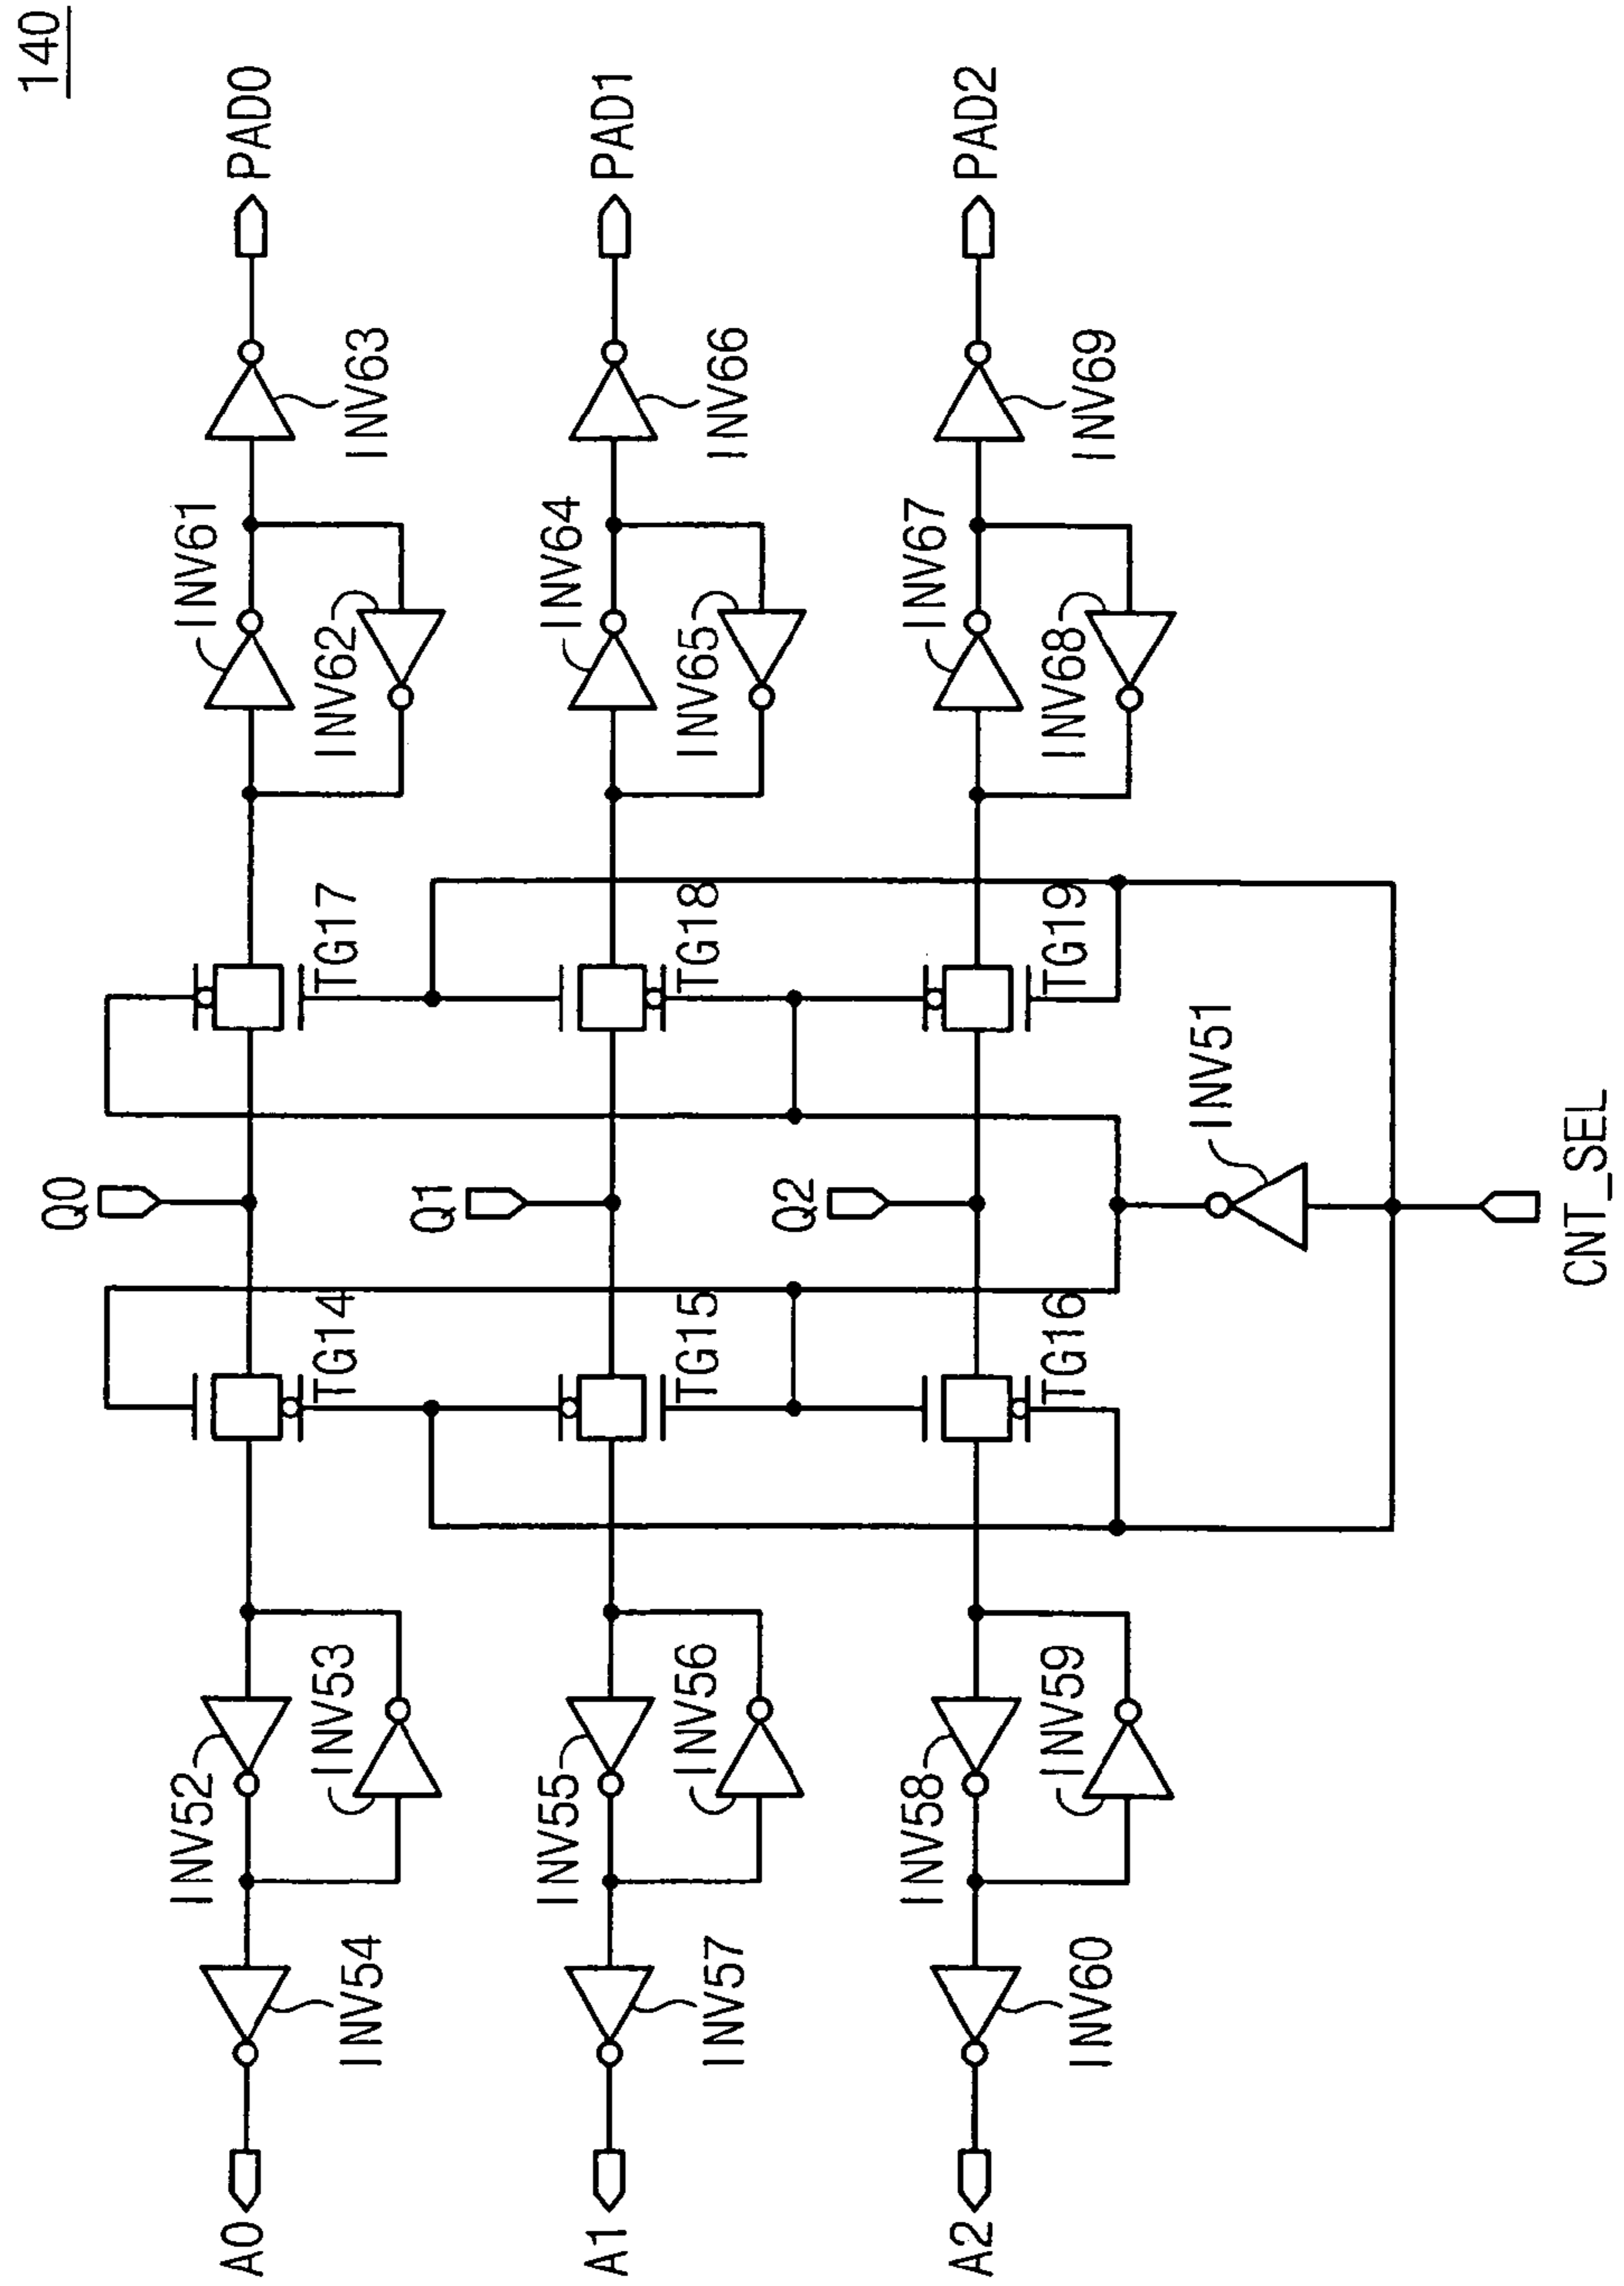 140
PAD0
PAD1
PAD2
INV63
INV66
INV69
INV61
INV64
INV67
INV62
INV65
INV68
TG17
TG18
TG19
INV51
Q0
Q1
Q2
CNT_SEL
TG14
TG15
TG16
INV53
INV56
INV59
INV52
INV55
INV58
INV54
INV57
INV60
A0
A1
A2